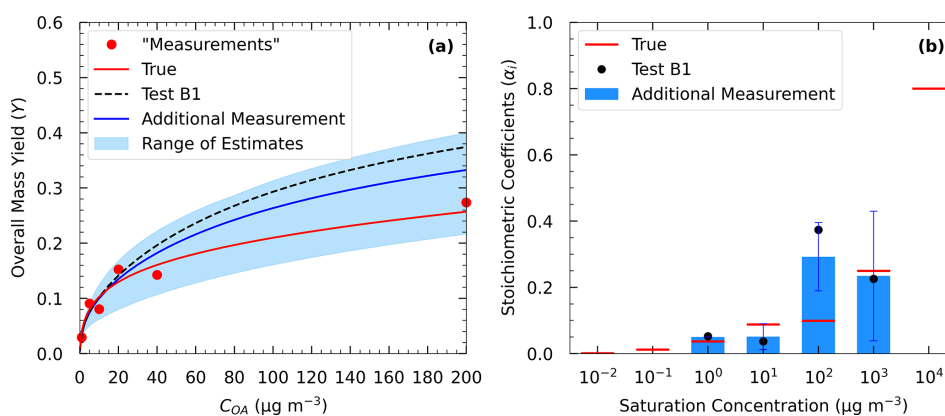 (a)
"Measurements"
True
Test B1
Additional Measurement
Range of Estimates
Overall Mass Yield (Y)
0.6
0.5
0.4
0.3
0.2
0.1
0.0
0 20 40 60 80 100 120 140 160 180 200
C_OA (μg m⁻³)
(b)
True
Test B1
Additional Measurement
Stoichiometric Coefficients (α_i)
1.0
0.8
0.6
0.4
0.2
0.0
10⁻² 10⁻¹ 10⁰ 10¹ 10² 10³ 10⁴
Saturation Concentration (μg m⁻³)